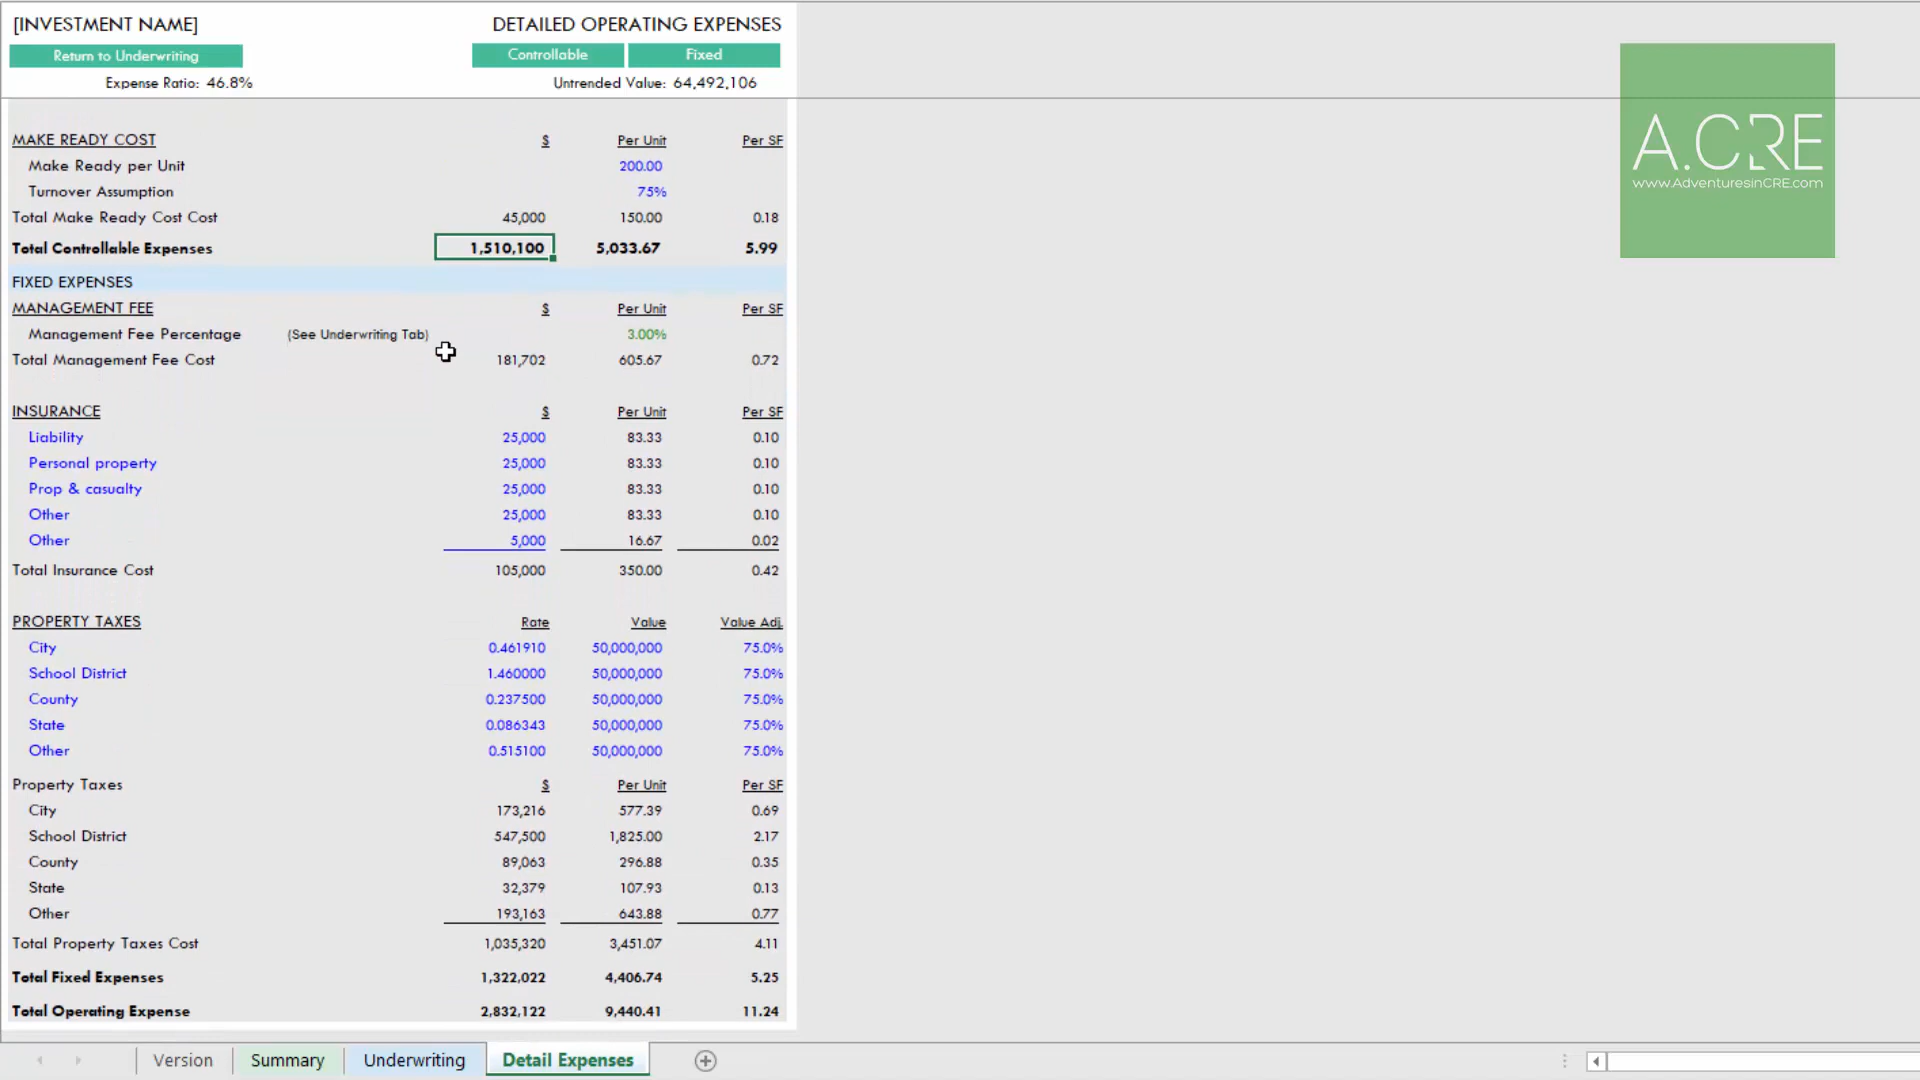 [INVESTMENT NAME] DETAILED OPERATING EXPENSES
Return to Underwriting Controllable Fixed
Expense Ratio: 46.8% Untrended Value: 64,492,106
A.CRE
www.AdventuresinCRE.com
MAKE READY COST $ Per Unit Per SF
Make Ready per Unit 200.00
Turnover Assumption 75%
Total Make Ready Cost Cost 45,000 150.00 0.18
Total Controllable Expenses 1,510,100 5,033.67 5.99
FIXED EXPENSES
MANAGEMENT FEE $ Per Unit Per SF
Management Fee Percentage (See Underwriting Tab) 3.00%
Total Management Fee Cost 181,702 605.67 0.72
INSURANCE $ Per Unit Per SF
Liability 25,000 83.33 0.10
Personal property 25,000 83.33 0.10
Prop & casualty 25,000 83.33 0.10
Other 25,000 83.33 0.10
Other 5,000 16.67 0.02
Total Insurance Cost 105,000 350.00 0.42
PROPERTY TAXES Rate Value Value Adj.
City 0.461910 50,000,000 75.0%
School District 1.460000 50,000,000 75.0%
County 0.237500 50,000,000 75.0%
State 0.086343 50,000,000 75.0%
Other 0.515100 50,000,000 75.0%
Property Taxes $ Per Unit Per SF
City 173,216 577.39 0.69
School District 547,500 1,825.00 2.17
County 89,063 296.88 0.35
State 32,379 107.93 0.13
Other 193,163 643.88 0.77
Total Property Taxes Cost 1,035,320 3,451.07 4.11
Total Fixed Expenses 1,322,022 4,406.74 5.25
Total Operating Expense 2,832,122 9,440.41 11.24
Version Summary Underwriting Detail Expenses